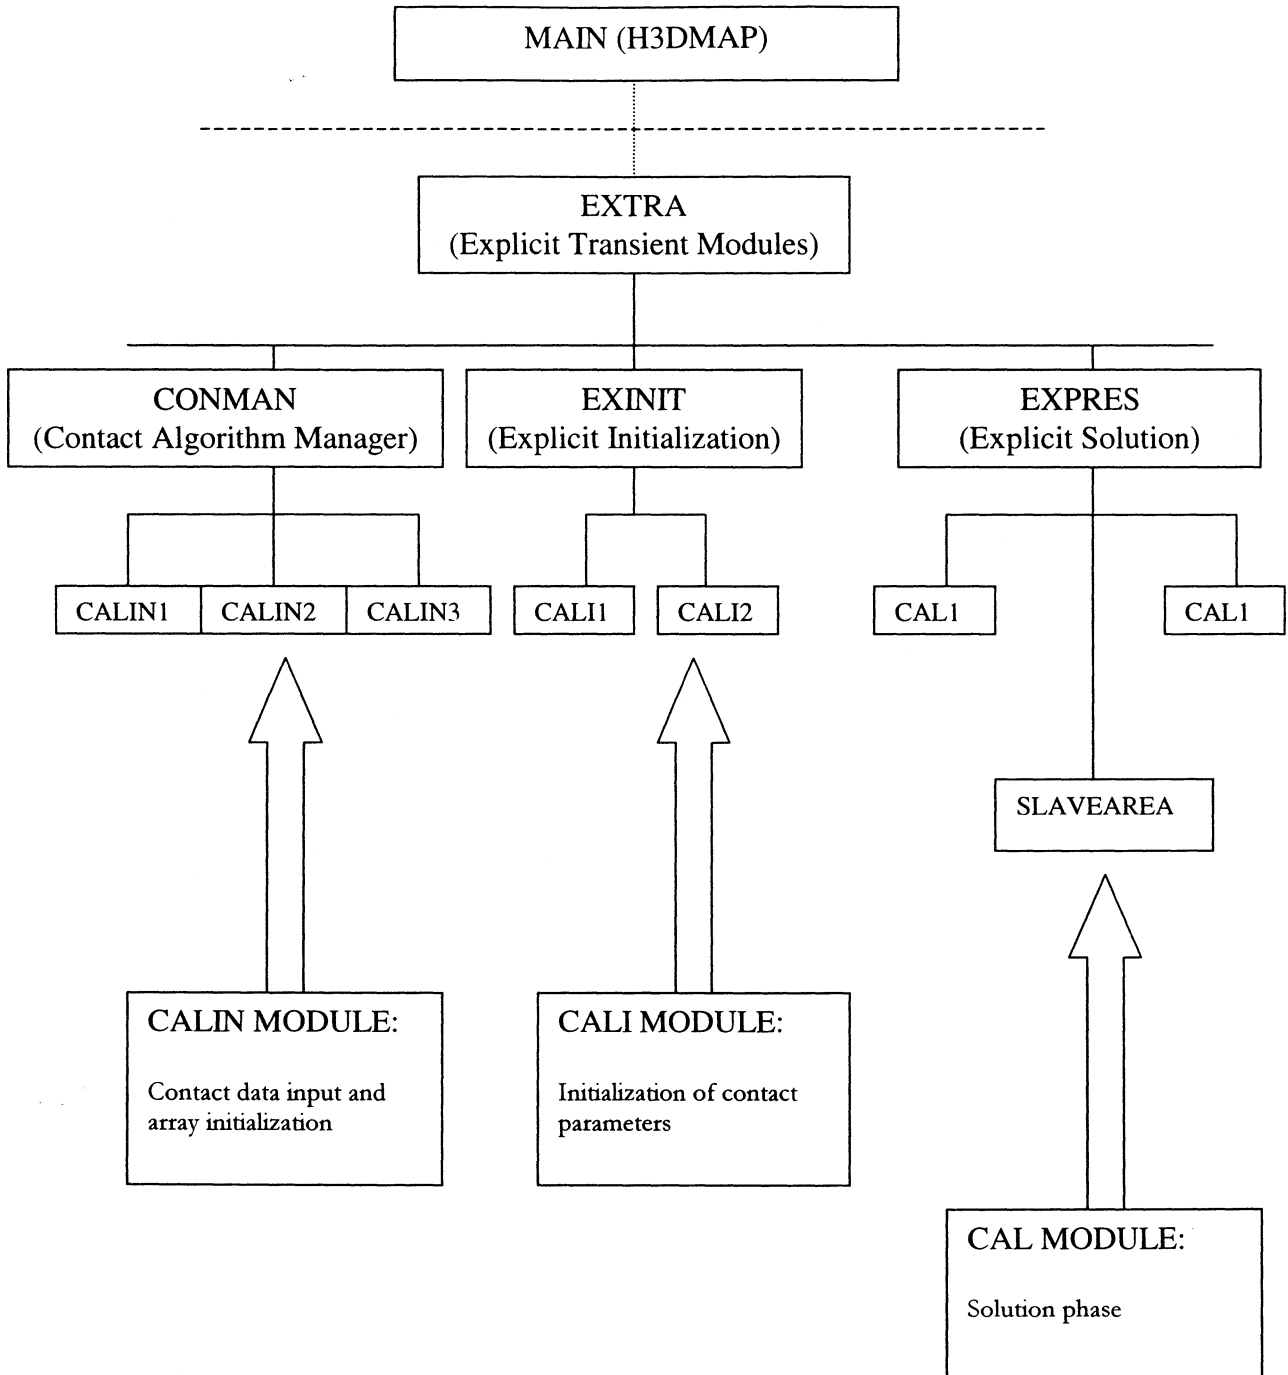 MAIN (H3DMAP)
EXTRA
(Explicit Transient Modules)
CONMAN
(Contact Algorithm Manager)
EXINIT
(Explicit Initialization)
EXPRES
(Explicit Solution)
CALIN1
CALIN2
CALIN3
CALI1
CALI2
CAL1
CAL1
SLAVEAREA
CALIN MODULE:
Contact data input and
array initialization
CALI MODULE:
Initialization of contact
parameters
CAL MODULE:
Solution phase